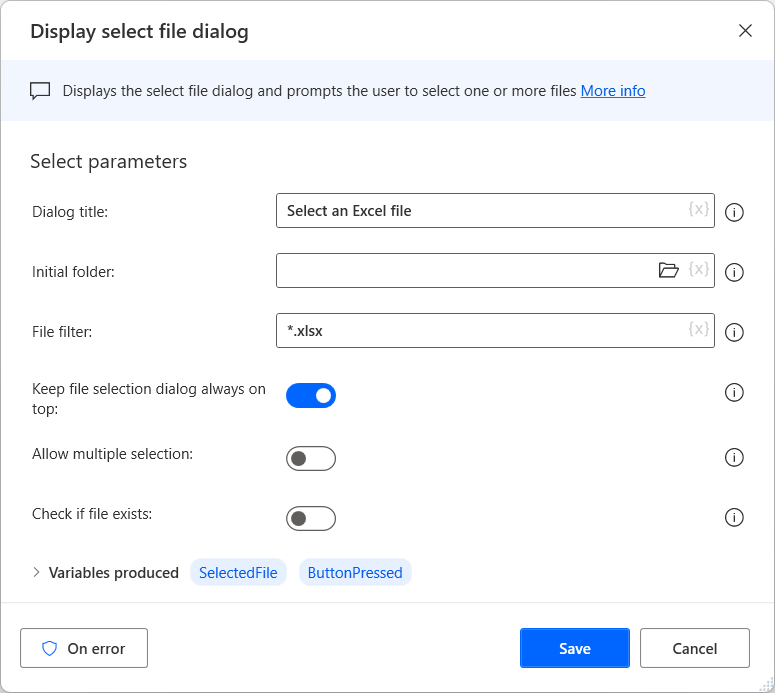 Display select file dialog
Displays the select file dialog and prompts the user to select one or more files More info
Select parameters
Dialog title:
Select an Excel file
{x}
Initial folder:
{x}
File filter:
*.xlsx
{x}
Keep file selection dialog always on
top:
Allow multiple selection:
Check if file exists:
Variables produced SelectedFile ButtonPressed
On error
Save
Cancel